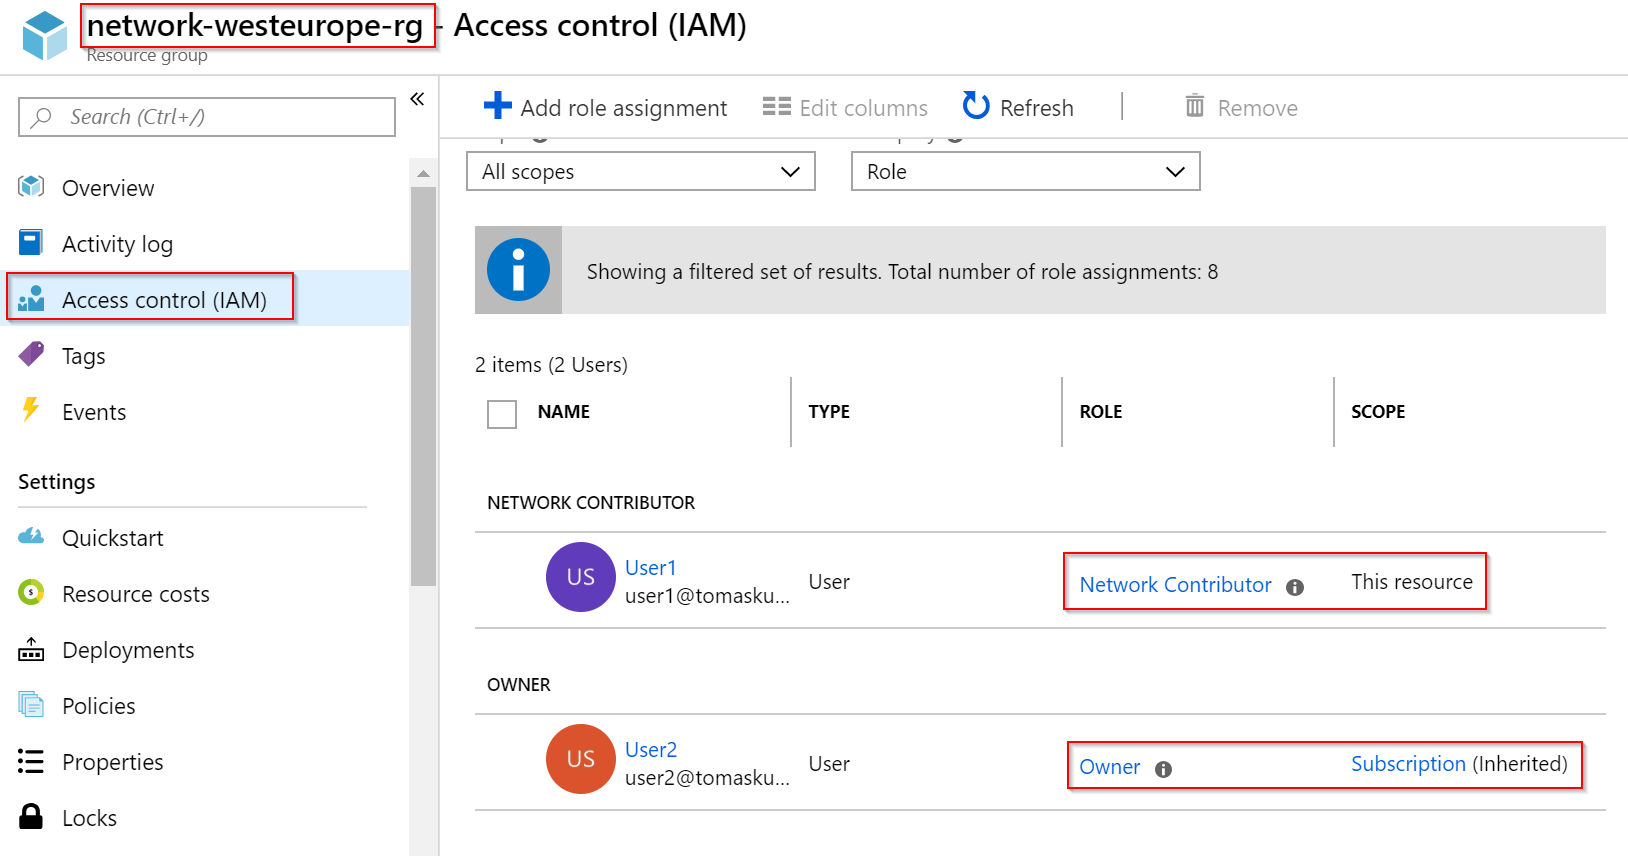 network-westeurope-rg - Access control (IAM)
Resource group
Search (Ctrl+/)
Overview
Activity log
Access control (IAM)
Tags
Events
Settings
Quickstart
Resource costs
Deployments
Policies
Properties
Locks
Add role assignment Edit columns Refresh Remove
All scopes Role
Showing a filtered set of results. Total number of role assignments: 8
2 items (2 Users)
NAME TYPE ROLE SCOPE
NETWORK CONTRIBUTOR
US User1 user1@tomasku... User Network Contributor This resource
OWNER
US User2 user2@tomasku... User Owner Subscription (Inherited)